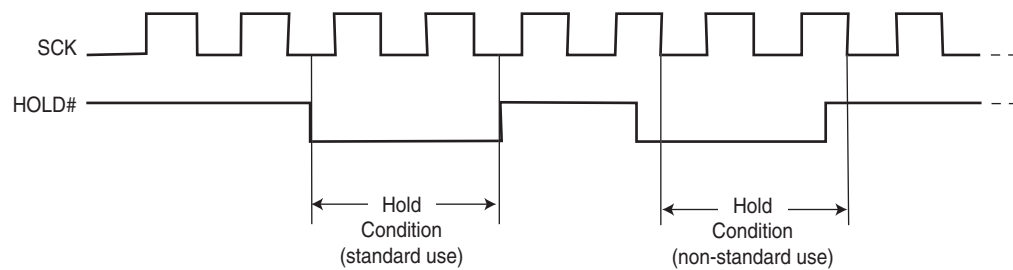 SCK
HOLD#
Hold
Condition
(standard use)
Hold
Condition
(non-standard use)